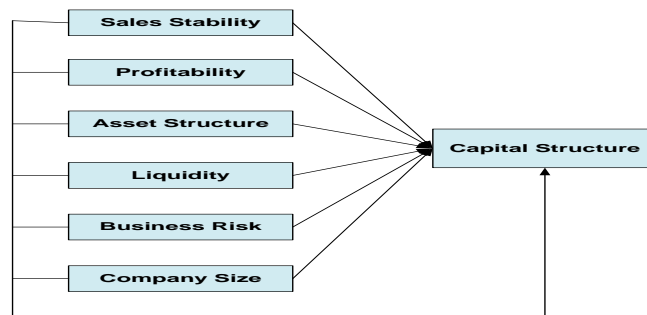 Sales Stability
Profitability
Asset Structure
Capital Structure
Liquidity
Business Risk
Company Size